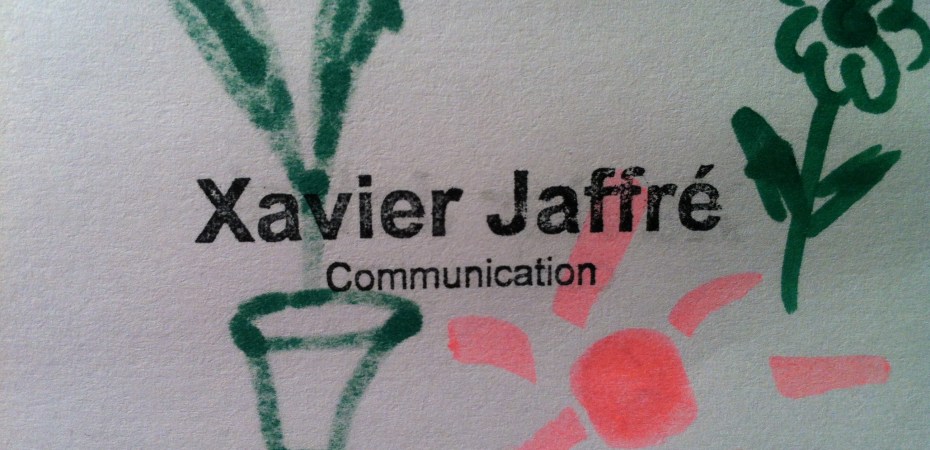 Xavier Jaffré
Communication